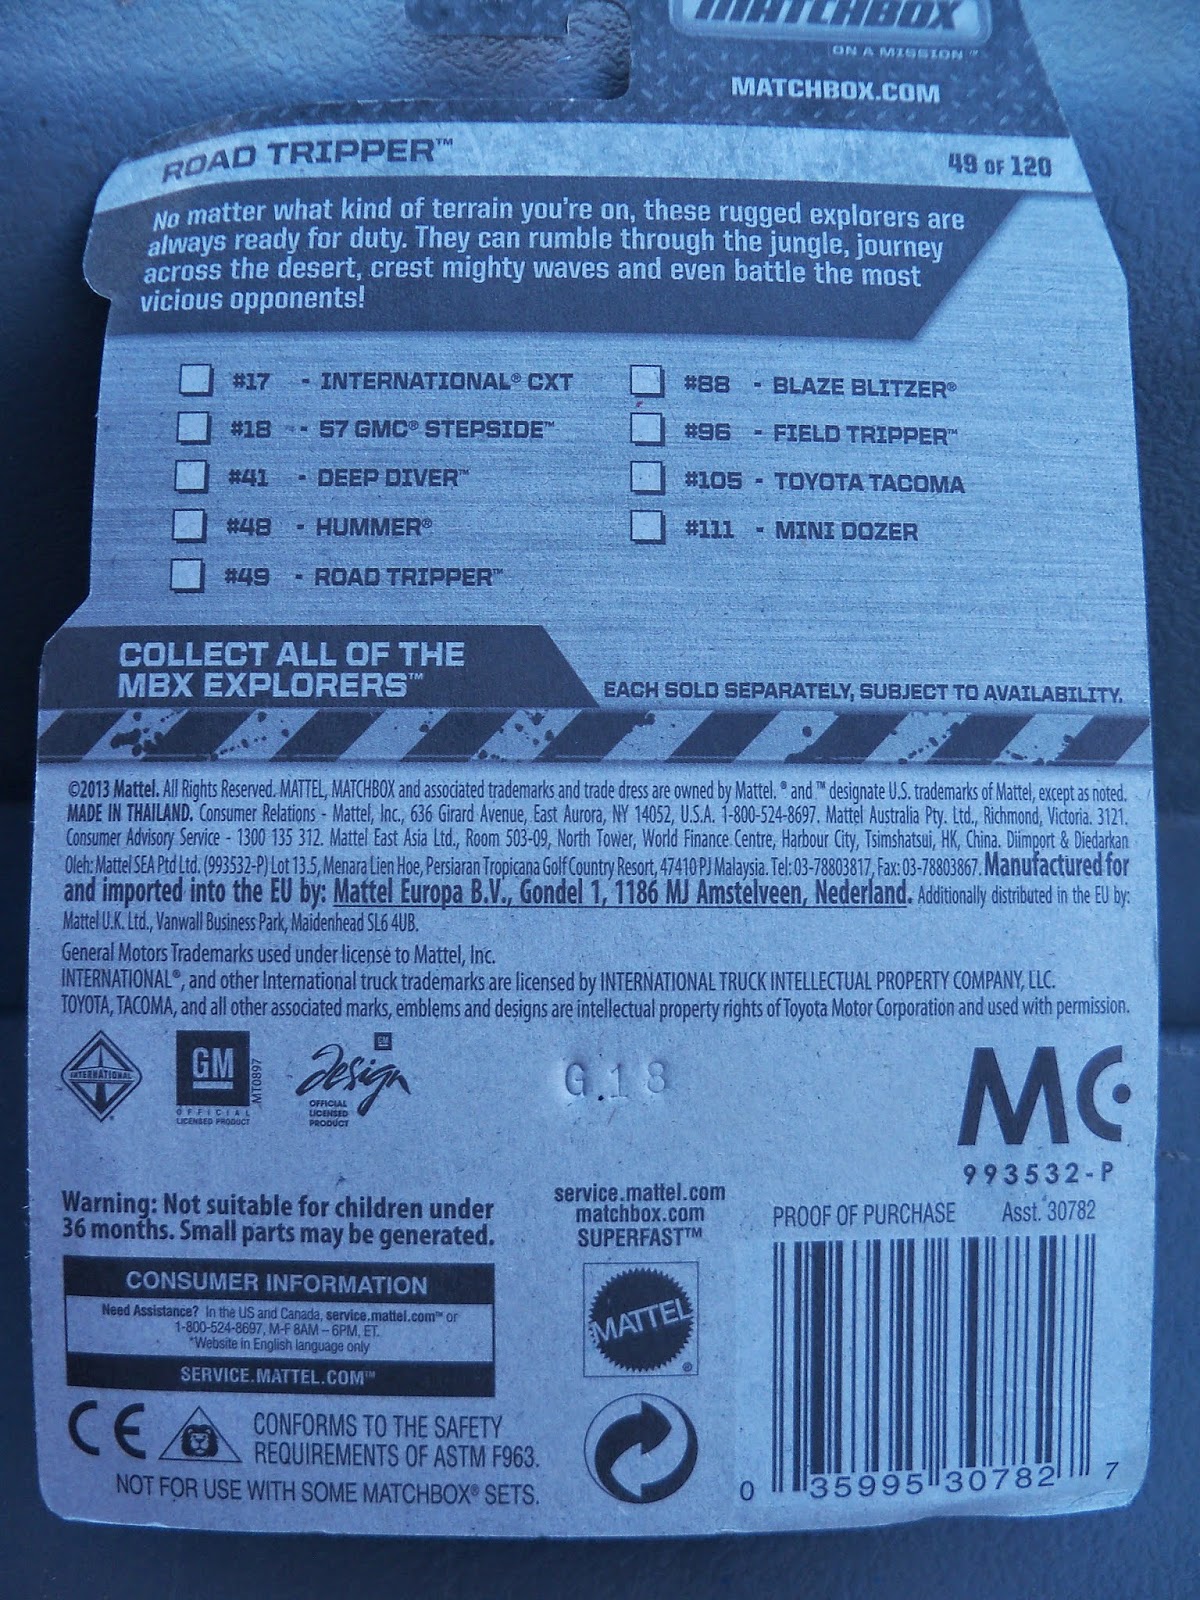 MATCHBOX
ON A MISSION™
MATCHBOX.COM
ROAD TRIPPER™
49 OF 120
No matter what kind of terrain you're on, these rugged explorers are
always ready for duty. They can rumble through the jungle, journey
across the desert, crest mighty waves and even battle the most
vicious opponents!
#17 - INTERNATIONAL® CXT
#18 - 57 GMC® STEPSIDE™
#41 - DEEP DIVER™
#48 - HUMMER®
#49 - ROAD TRIPPER™
#88 - BLAZE BLITZER®
#96 - FIELD TRIPPER™
#105 - TOYOTA TACOMA
#111 - MINI DOZER
COLLECT ALL OF THE
MBX EXPLORERS™
EACH SOLD SEPARATELY, SUBJECT TO AVAILABILITY.
©2013 Mattel. All Rights Reserved. MATTEL, MATCHBOX and associated trademarks and trade dress are owned by Mattel. ® and ™ designate U.S. trademarks of Mattel, except as noted.
MADE IN THAILAND. Consumer Relations - Mattel, Inc., 636 Girard Avenue, East Aurora, NY 14052, U.S.A. 1-800-524-8697. Mattel Australia Pty. Ltd., Richmond, Victoria. 3121.
Consumer Advisory Service - 1300 135 312. Mattel East Asia Ltd., Room 503-09, North Tower, World Finance Centre, Harbour City, Tsimshatsui, HK, China. Diimport & Diedarkan
Oleh: Mattel SEA Ptd Ltd. (993532-P) Lot 13.5, Menara Lien Hoe, Persiaran Tropicana Golf Country Resort, 47410 PJ Malaysia. Tel: 03-78803817, Fax: 03-78803867. Manufactured for
and imported into the EU by: Mattel Europa B.V., Gondel 1, 1186 MJ Amstelveen, Nederland. Additionally distributed in the EU by:
Mattel U.K. Ltd., Vanwall Business Park, Maidenhead SL6 4UB.
General Motors Trademarks used under license to Mattel, Inc.
INTERNATIONAL®, and other International truck trademarks are licensed by INTERNATIONAL TRUCK INTELLECTUAL PROPERTY COMPANY, LLC.
TOYOTA, TACOMA, and all other associated marks, emblems and designs are intellectual property rights of Toyota Motor Corporation and used with permission.
INTERNATIONAL®
GM
OFFICIAL
LICENSED PRODUCT
MT0897
GM
Design
OFFICIAL
LICENSED
PRODUCT
G.18
MC
993532-P
Warning: Not suitable for children under
36 months. Small parts may be generated.
service.mattel.com
matchbox.com
SUPERFAST™
PROOF OF PURCHASE Asst. 30782
CONSUMER INFORMATION
Need Assistance? In the US and Canada, service.mattel.com™ or
1-800-524-8697, M-F 8AM – 6PM, ET.
*Website in English language only
SERVICE.MATTEL.COM™
MATTEL®
CE
CONFORMS TO THE SAFETY
REQUIREMENTS OF ASTM F963.
NOT FOR USE WITH SOME MATCHBOX® SETS.
0 35995 30782 7